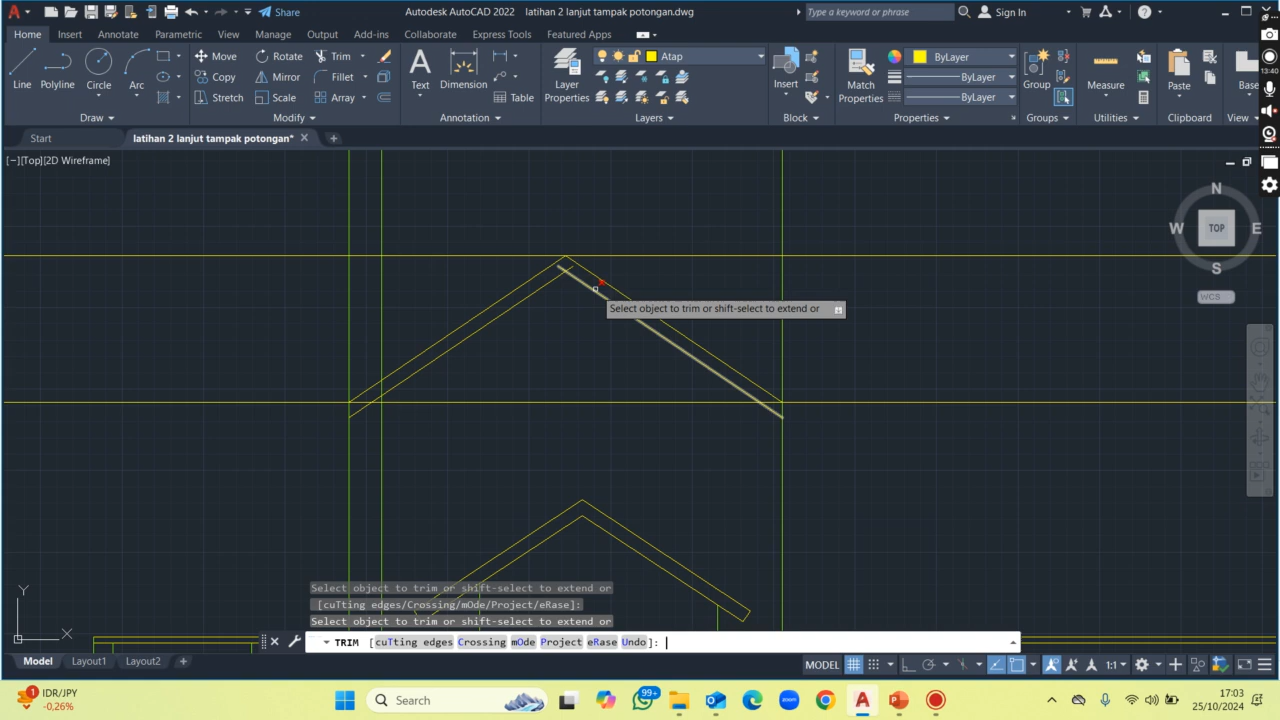 Share
Autodesk AutoCAD 2022 latihan 2 lanjut tampak potongan.dwg
Type a keyword or phrase
Sign In
Home Insert Annotate Parametric View Manage Output Add-ins Collaborate Express Tools Featured Apps
Line
Polyline
Circle
Arc
Move
Copy
Stretch
Rotate
Mirror
Scale
Trim
Fillet
Array
Text
Dimension
Table
Layer
Properties
Atap
Insert
Match
Properties
ByLayer
ByLayer
ByLayer
Group
Measure
Paste
Base
13:40
Draw Modify Annotation Layers Block Properties Groups Utilities Clipboard View
Start latihan 2 lanjut tampak potongan*
[−][Top][2D Wireframe]
N
W TOP E
S
WCS
Select object to trim or shift-select to extend or
Y
X
Select object to trim or shift-select to extend or
[cuTting edges/Crossing/mOde/Project/eRase]:
Select object to trim or shift-select to extend or
TRIM [cuTting edges Crossing mOde Project eRase Undo]:
Model Layout1 Layout2
MODEL 1:1
1
IDR/JPY
-0,26%
Search
99+
zoom
17:03
25/10/2024